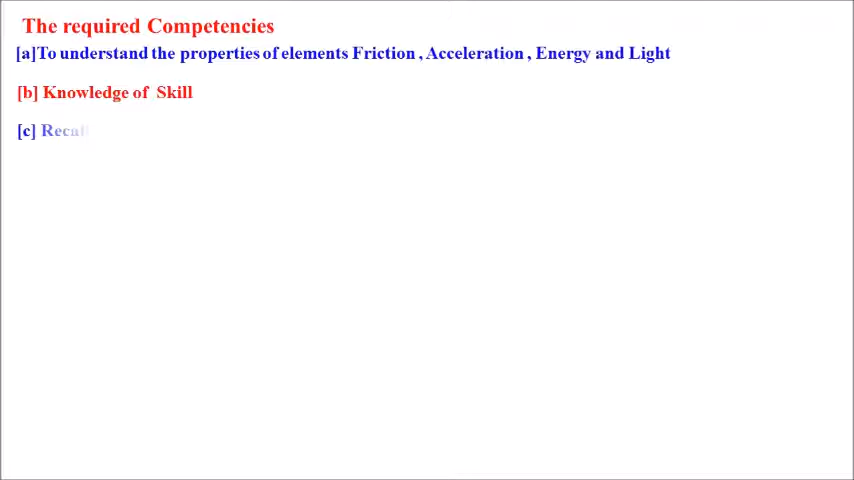 The required Competencies
[a]To understand the properties of elements Friction , Acceleration , Energy and Light
[b] Knowledge of Skill
[c] Recall